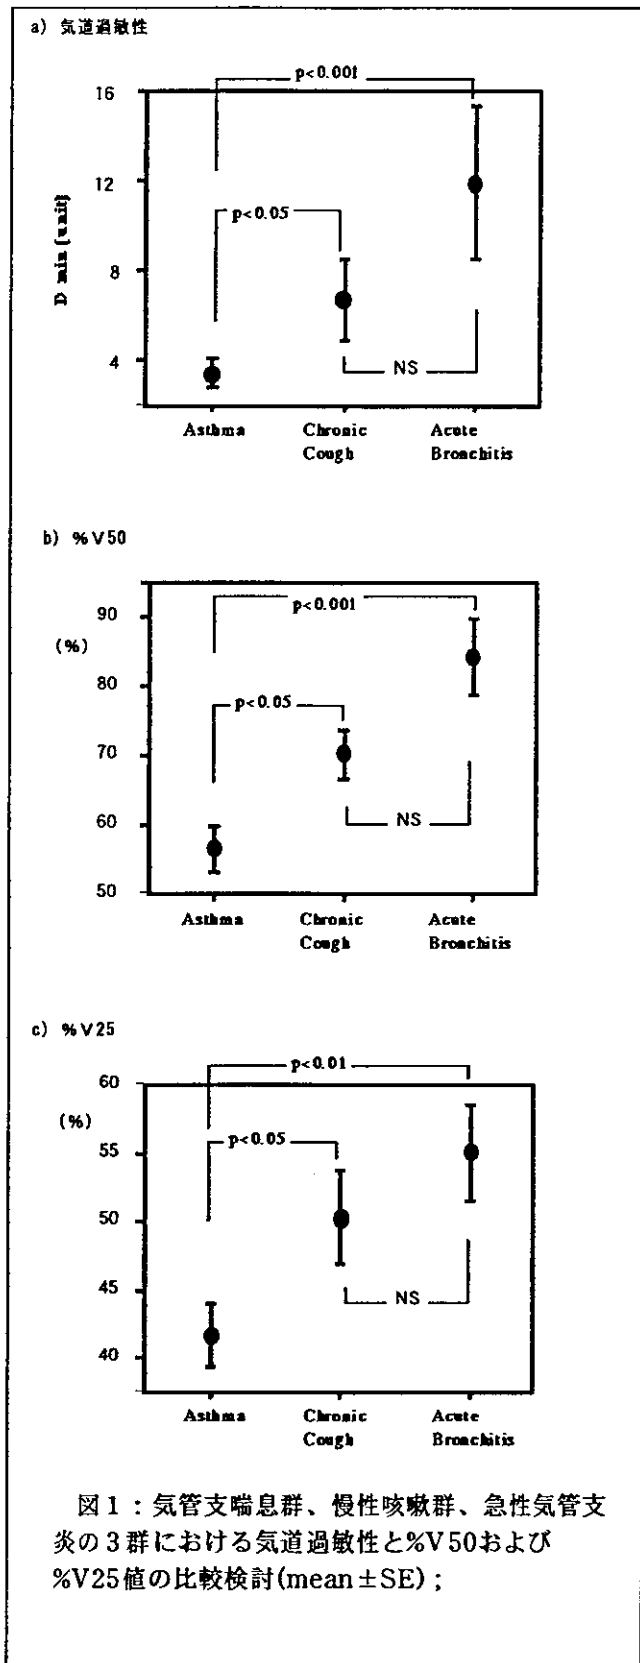 a) 気道過敏性
p<0.001
16
12
8
4
D min (unit)
p<0.05
NS
Asthma
Chronic
Cough
Acute
Bronchitis
b) %V50
p<0.001
90
(%)
80
70
60
50
p<0.05
NS
Asthma
Chronic
Cough
Acute
Bronchitis
c) %V25
p<0.01
60
(%)
55
50
45
40
p<0.05
NS
Asthma
Chronic
Cough
Acute
Bronchitis
図1：気管支喘息群、慢性咳嗽群、急性気管支
炎の3群における気道過敏性と%V50および
%V25値の比較検討(mean±SE)；